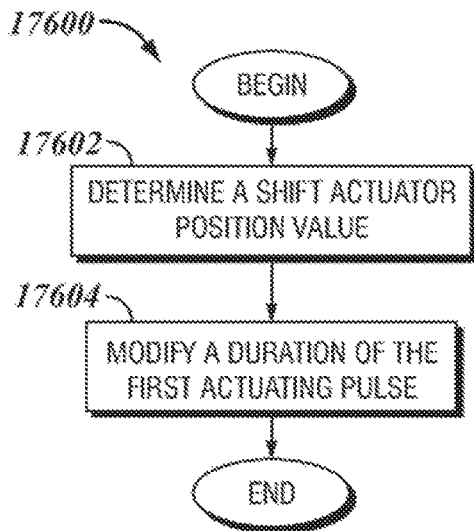 17600
BEGIN
17602
DETERMINE A SHIFT ACTUATOR
POSITION VALUE
17604
MODIFY A DURATION OF THE
FIRST ACTUATING PULSE
END